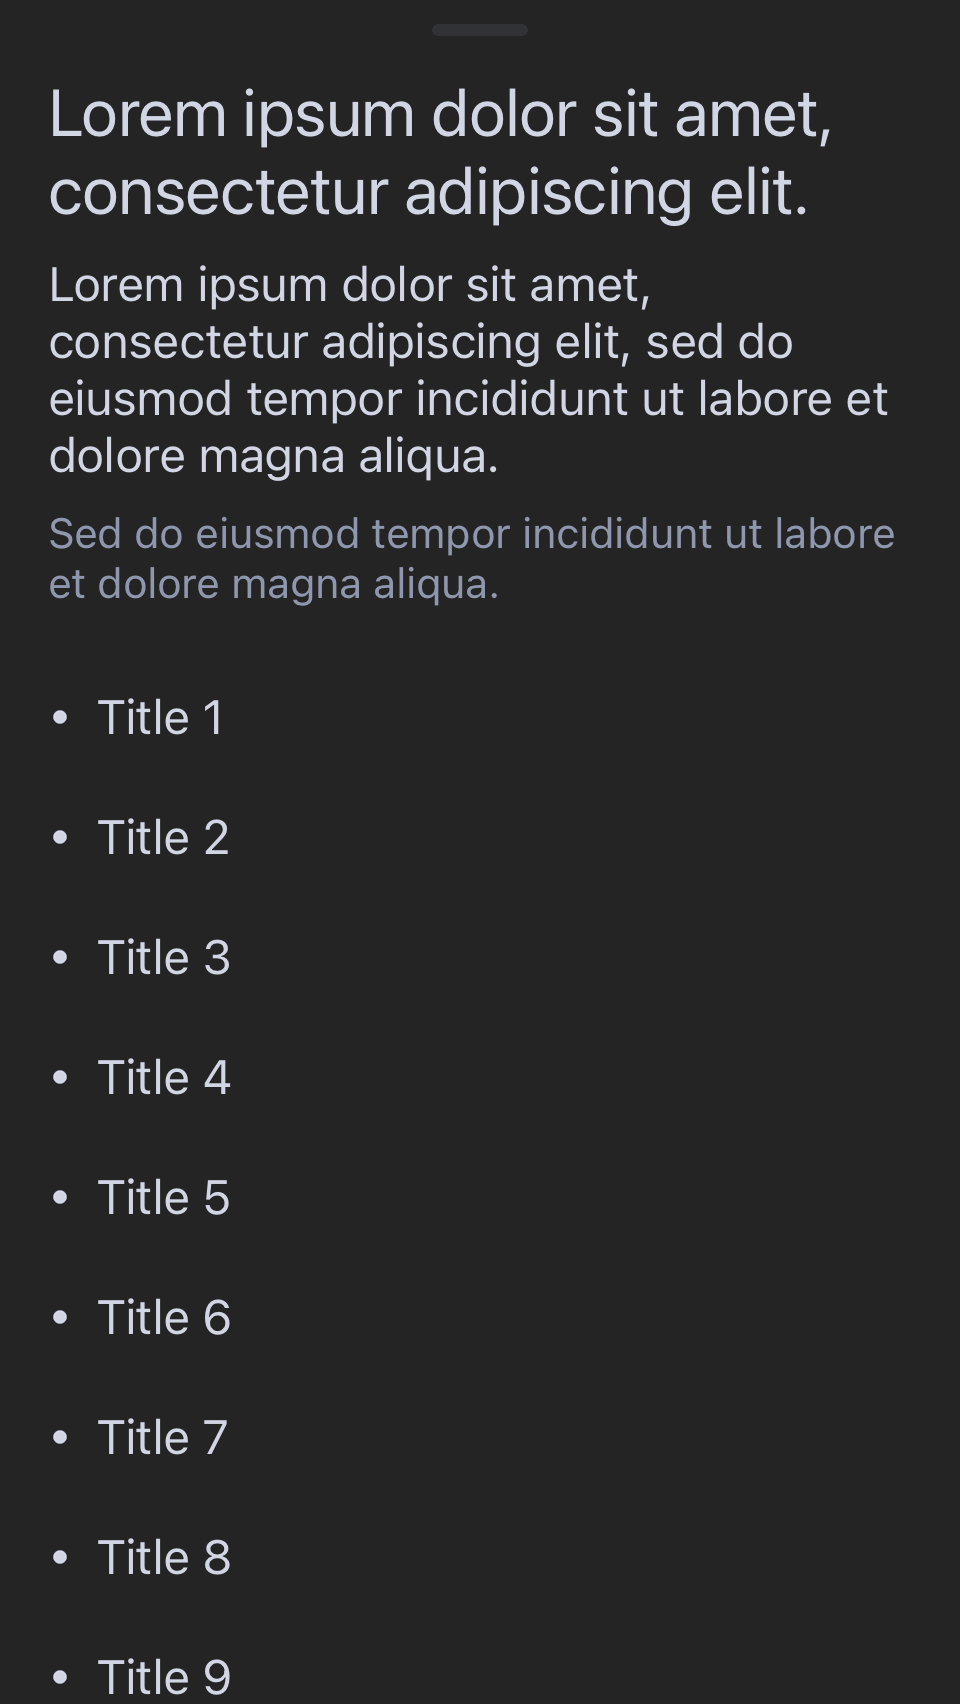 Lorem ipsum dolor sit amet,
consectetur adipiscing elit.
Lorem ipsum dolor sit amet,
consectetur adipiscing elit, sed do
eiusmod tempor incididunt ut labore et
dolore magna aliqua.
Sed do eiusmod tempor incididunt ut labore
et dolore magna aliqua.
• Title 1
• Title 2
• Title 3
• Title 4
• Title 5
• Title 6
• Title 7
• Title 8
• Title 9